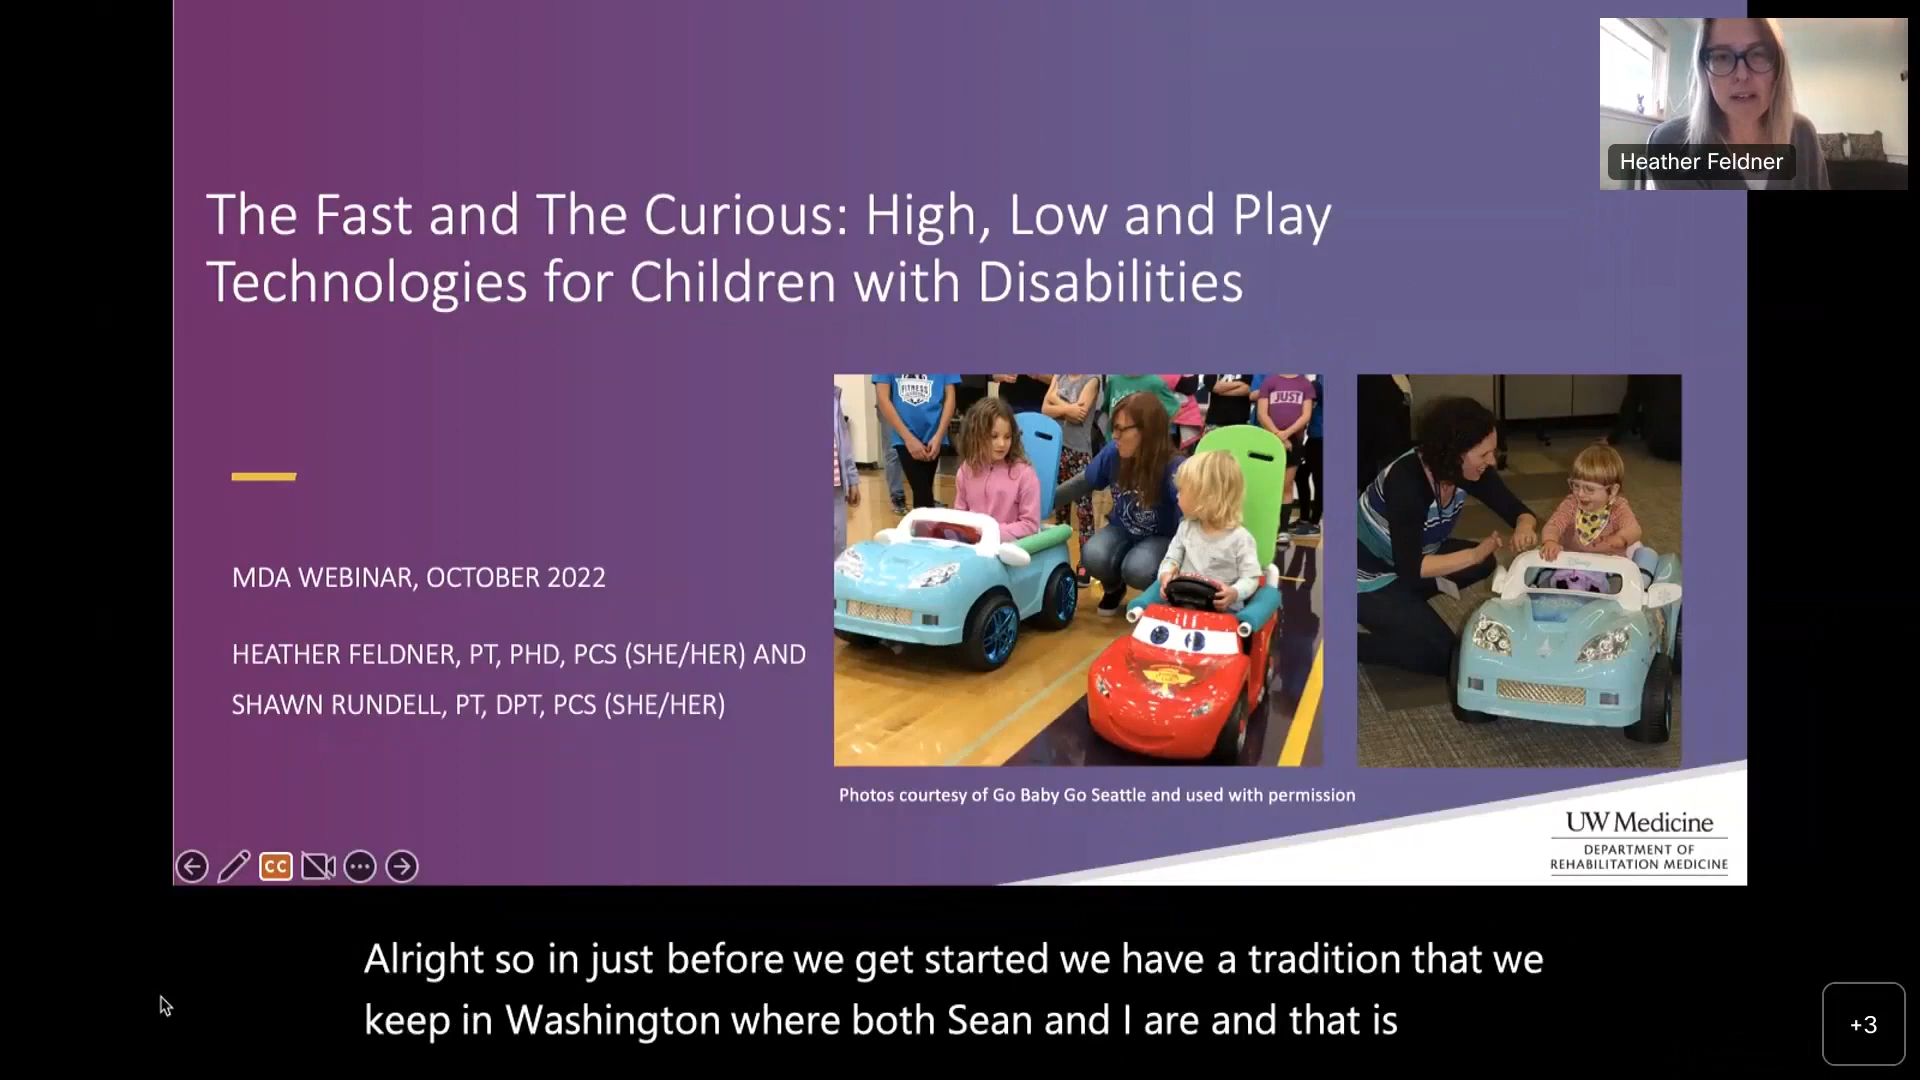 Heather Feldner
The Fast and The Curious: High, Low and Play
Technologies for Children with Disabilities
FITNESS
JUST
MDA WEBINAR, OCTOBER 2022
HEATHER FELDNER, PT, PHD, PCS (SHE/HER) AND
SHAWN RUNDELL, PT, DPT, PCS (SHE/HER)
Photos courtesy of Go Baby Go Seattle and used with permission
UW Medicine
DEPARTMENT OF
REHABILITATION MEDICINE
CC
Alright so in just before we get started we have a tradition that we
keep in Washington where both Sean and I are and that is
+3